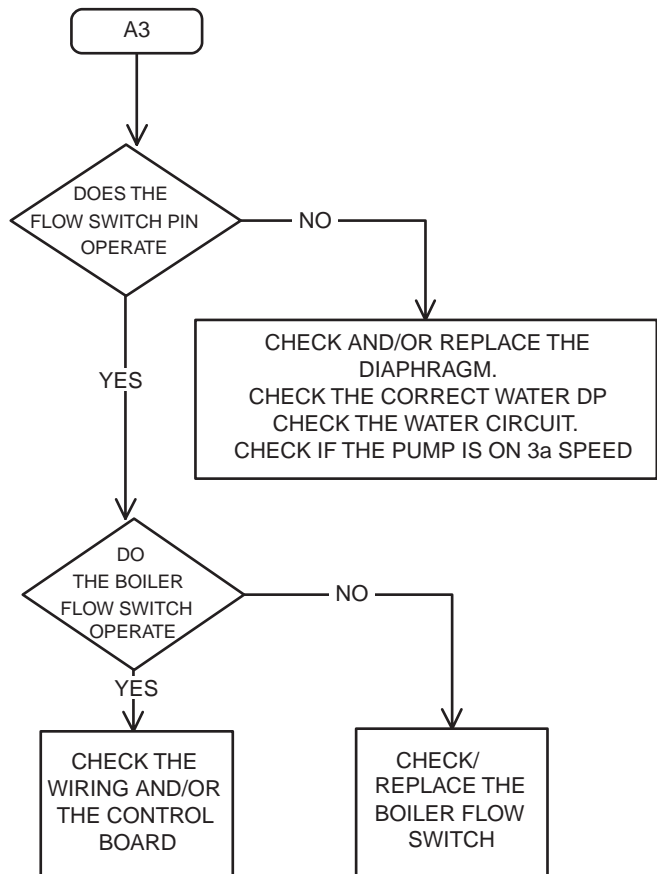 A3
DOES THE
FLOW SWITCH PIN
OPERATE
NO
CHECK AND/OR REPLACE THE
DIAPHRAGM.
CHECK THE CORRECT WATER DP
CHECK THE WATER CIRCUIT.
CHECK IF THE PUMP IS ON 3a SPEED
YES
DO
THE BOILER
FLOW SWITCH
OPERATE
NO
YES
CHECK THE
WIRING AND/OR
THE CONTROL
BOARD
CHECK/
REPLACE THE
BOILER FLOW
SWITCH